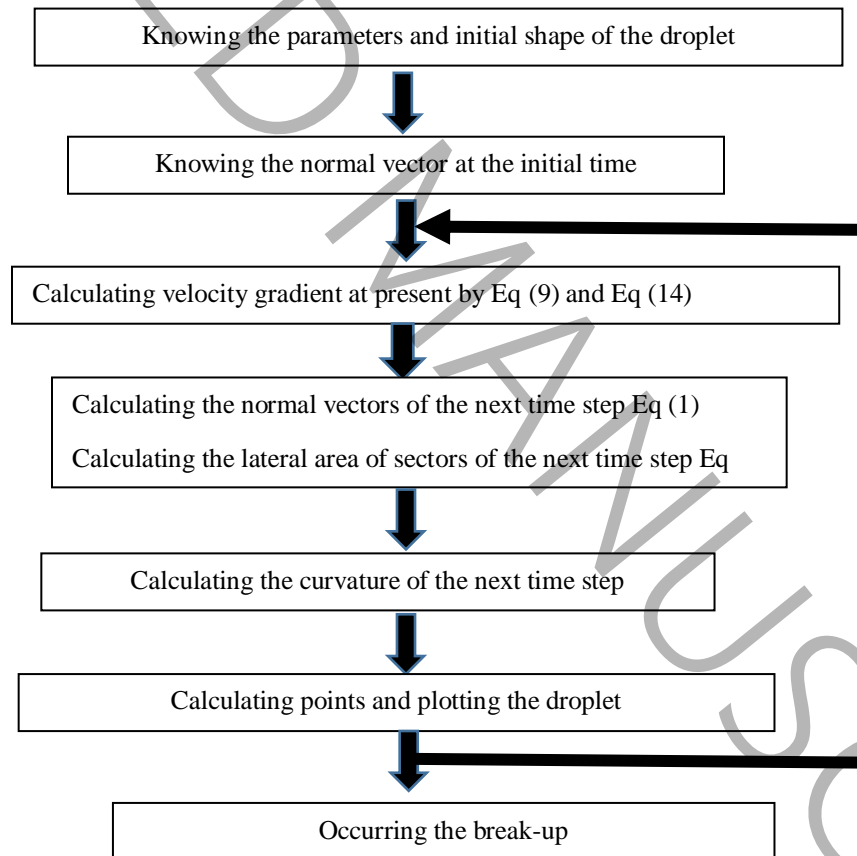 Knowing the parameters and initial shape of the droplet
Knowing the normal vector at the initial time
Calculating velocity gradient at present by Eq (9) and Eq (14)
Calculating the normal vectors of the next time step Eq (1)
Calculating the lateral area of sectors of the next time step Eq
Calculating the curvature of the next time step
Calculating points and plotting the droplet
Occurring the break-up
D MANUSC